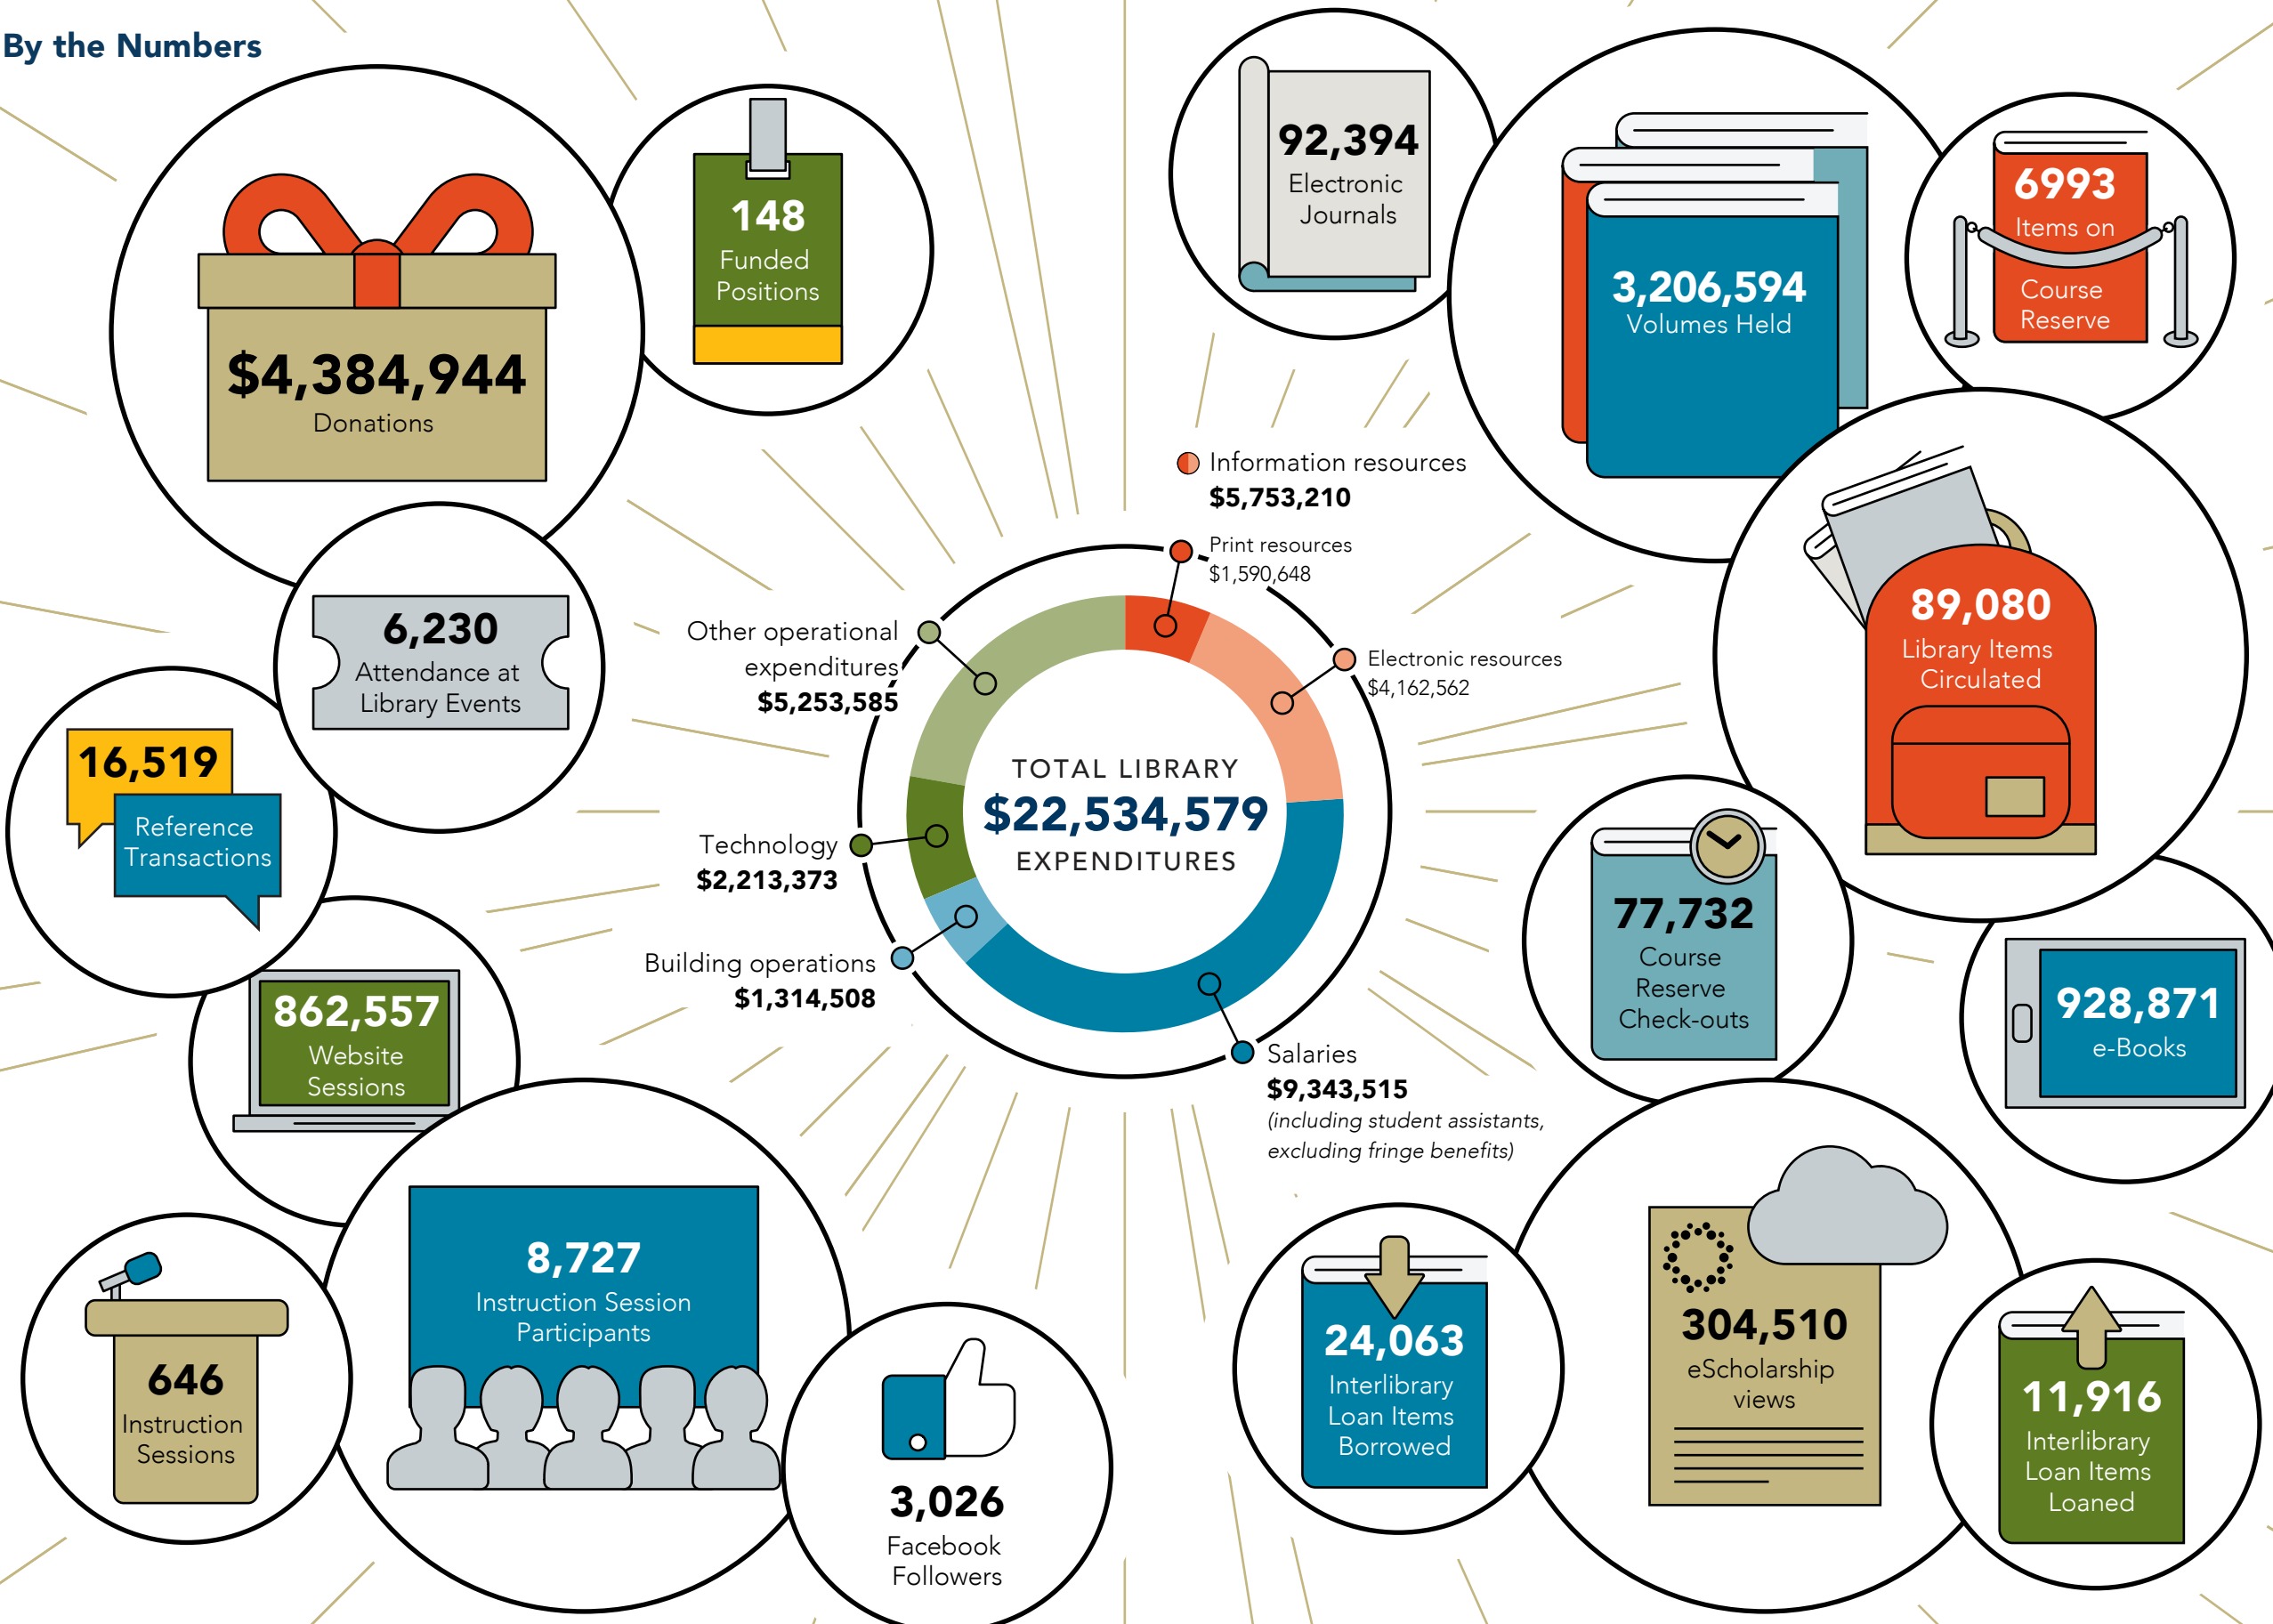 By the Numbers
$4,384,944
Donations
148
Funded
Positions
6,230
Attendance at
Library Events
16,519
Reference
Transactions
862,557
Website
Sessions
646
Instruction
Sessions
8,727
Instruction Session
Participants
3,026
Facebook
Followers
Information resources
$5,753,210
Print resources
$1,590,648
Electronic resources
$4,162,562
Other operational
expenditures
$5,253,585
Technology
$2,213,373
Building operations
$1,314,508
Salaries
$9,343,515
(including student assistants,
excluding fringe benefits)
TOTAL LIBRARY
$22,534,579
EXPENDITURES
92,394
Electronic
Journals
3,206,594
Volumes Held
6993
Items on
Course
Reserve
89,080
Library Items
Circulated
77,732
Course
Reserve
Check-outs
928,871
e-Books
24,063
Interlibrary
Loan Items
Borrowed
304,510
eScholarship
views
11,916
Interlibrary
Loan Items
Loaned